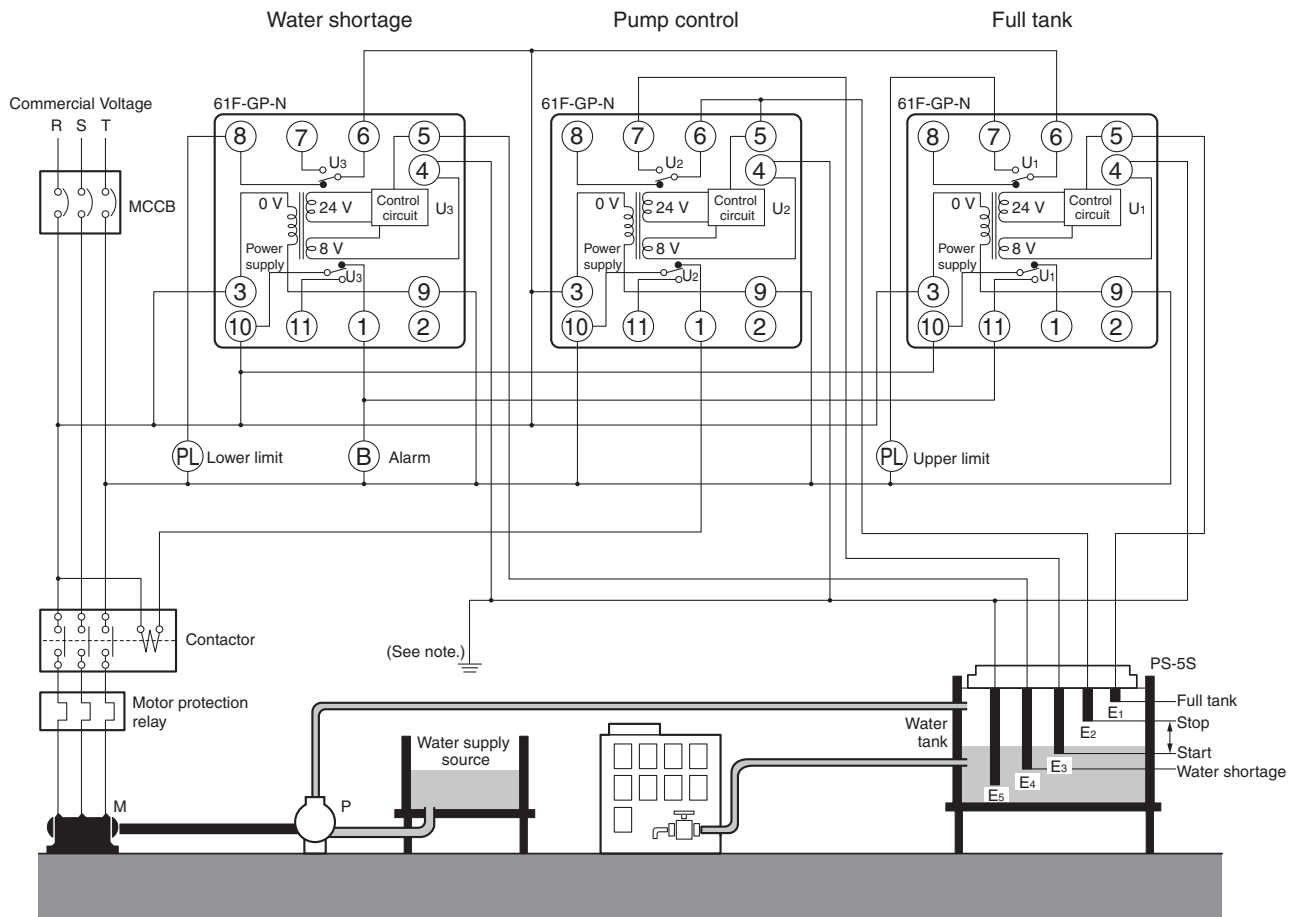 Water shortage
Pump control
Full tank
Commercial Voltage
R S T
MCCB
61F-GP-N
8 7 6 5
4
U3
0 V
24 V
Control circuit
U3
8 V
Power supply
U3
3
9
10 11 1 2
61F-GP-N
8 7 6 5
4
U2
0 V
24 V
Control circuit
U2
8 V
Power supply
U2
3
9
10 11 1 2
61F-GP-N
8 7 6 5
4
U1
0 V
24 V
Control circuit
U1
8 V
Power supply
U1
3
9
10 11 1 2
PL Lower limit
B Alarm
PL Upper limit
Contactor
(See note.)
Motor protection
relay
M
P
Water supply
source
Water
tank
PS-5S
E1
E2
E3
E4
E5
Full tank
Stop
Start
Water shortage